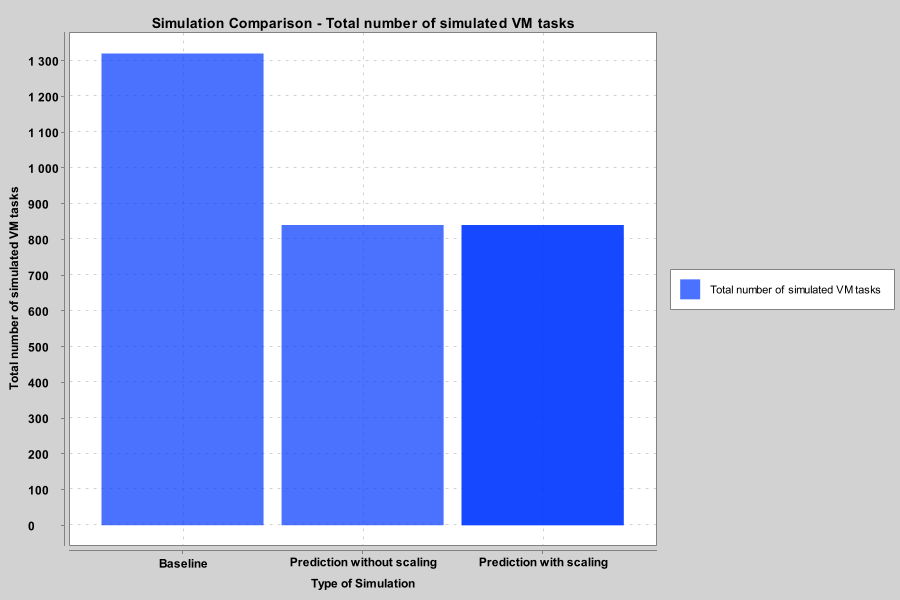 Simulation Comparison - Total number of simulated VM tasks
Total number of simulated VM tasks
1 300
1 200
1 100
1 000
900
800
700
600
500
400
300
200
100
0
Baseline
Prediction without scaling
Prediction with scaling
Type of Simulation
Total number of simulated VM tasks